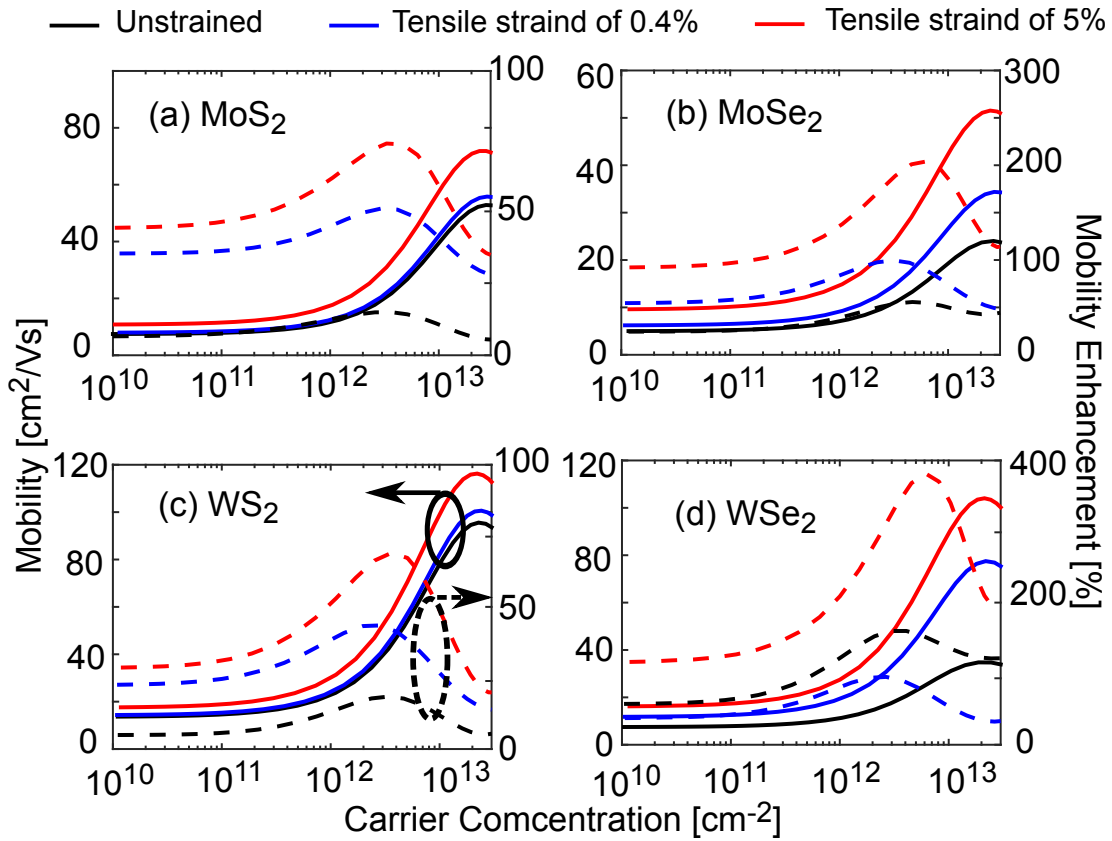 Unstrained Tensile straind of 0.4% Tensile straind of 5%
(a) MoS2
80
40
0
100
50
0
10^10 10^11 10^12 10^13
(b) MoSe2
60
40
20
0
300
200
100
0
10^10 10^11 10^12 10^13
(c) WS2
120
80
40
0
100
50
0
10^10 10^11 10^12 10^13
(d) WSe2
120
80
40
0
400
200
0
10^10 10^11 10^12 10^13
Mobility [cm^2/Vs]
Mobility Enhancement [%]
Carrier Comcentration [cm^-2]